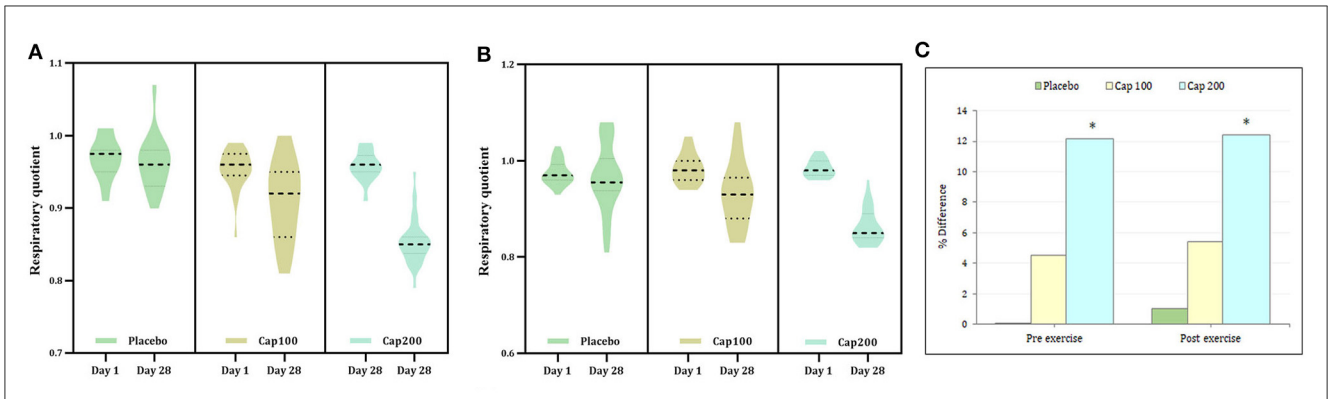 A
Respiratory quotient
1.1
1.0
0.9
0.8
0.7
Placebo
Cap100
Cap200
Day 1 Day 28 Day 1 Day 28 Day 28 Day 28
B
Respiratory quotient
1.2
1.0
0.8
0.6
Placebo
Cap100
Cap200
Day 1 Day 28 Day 1 Day 28 Day 1 Day 28
C
Placebo Cap 100 Cap 200
% Difference
14
12
10
8
6
4
2
0
* *
Pre exercise Post exercise